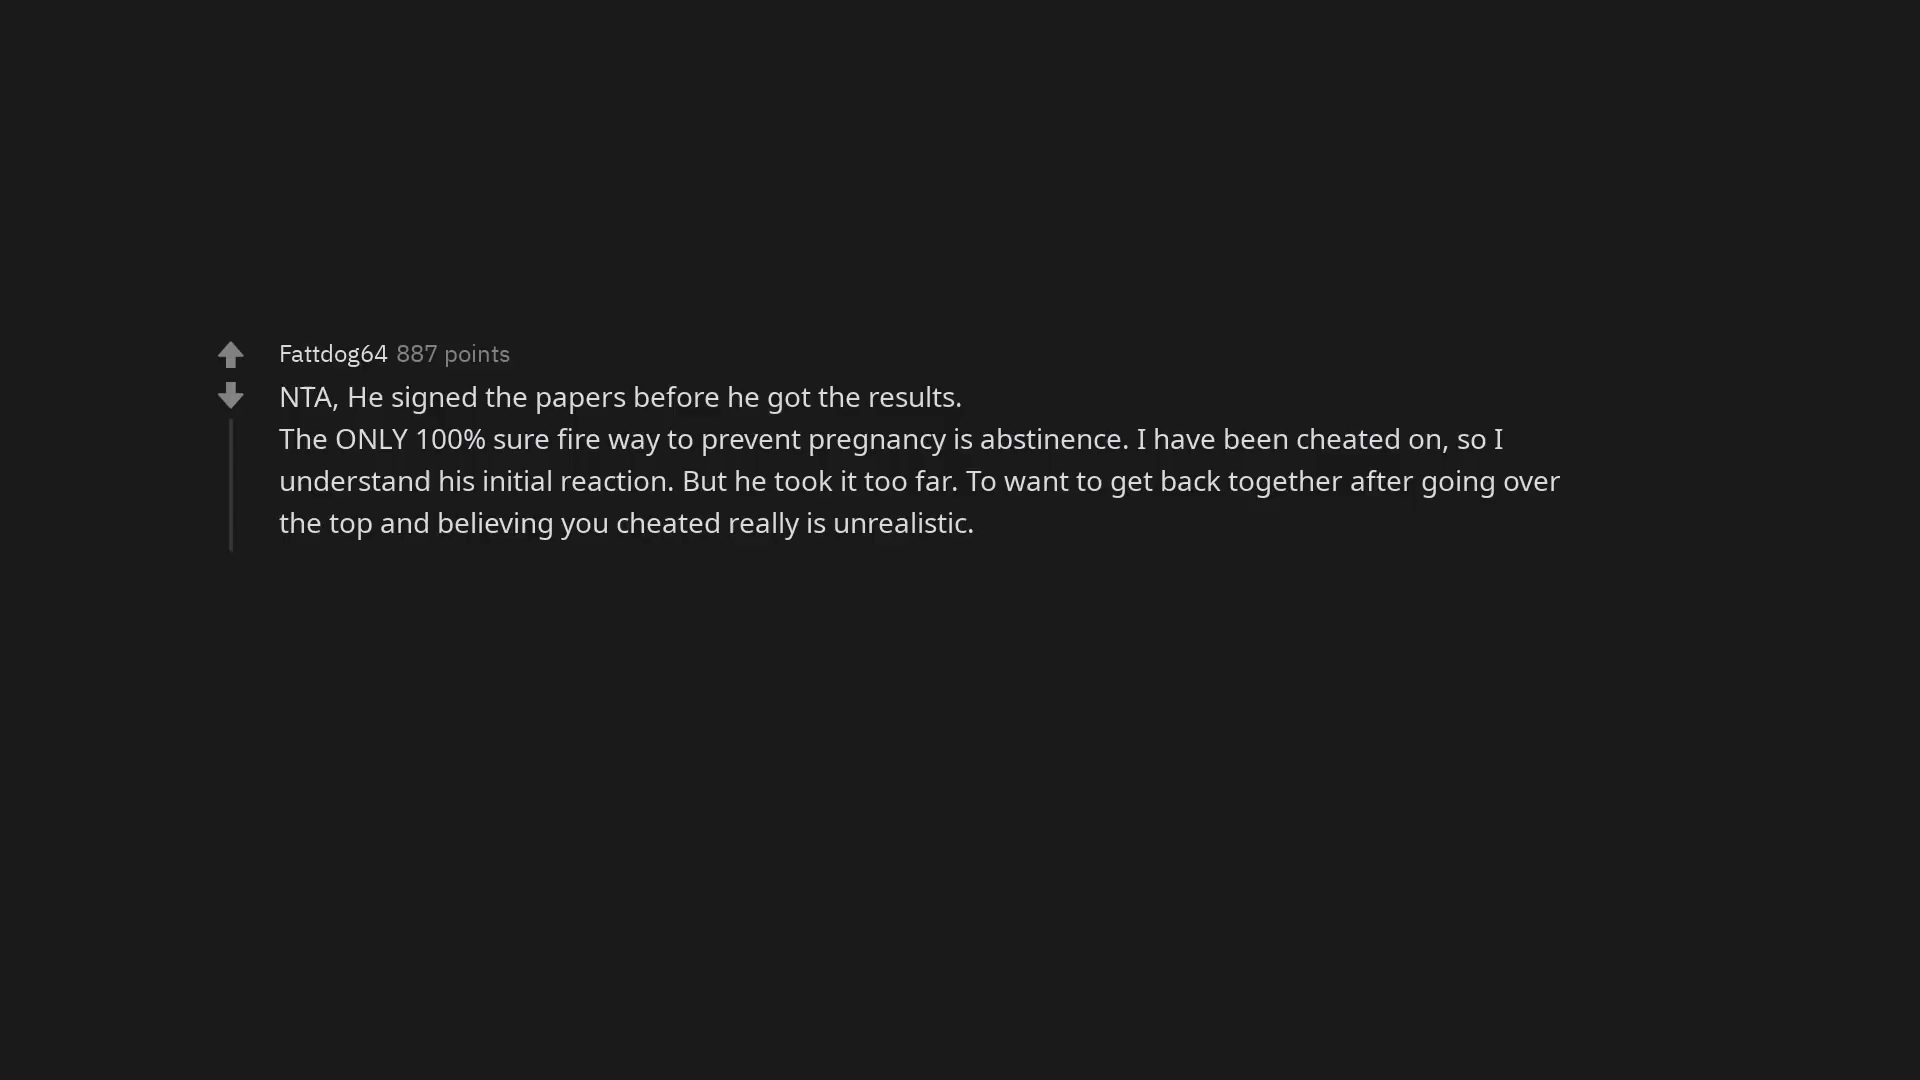 Fattdog64 887 points
NTA, He signed the papers before he got the results.
The ONLY 100% sure fire way to prevent pregnancy is abstinence. I have been cheated on, so I
understand his initial reaction. But he took it too far. To want to get back together after going over
the top and believing you cheated really is unrealistic.